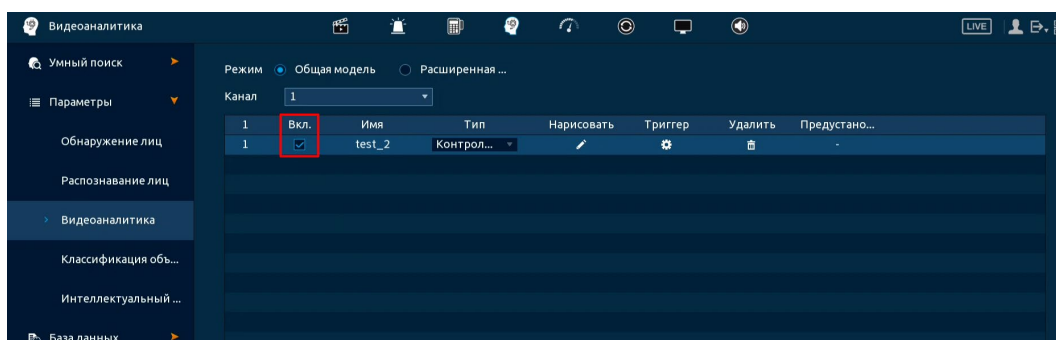 Видеоаналитика
LIVE
Умный поиск
Режим Общая модель Расширенная ...
Параметры
Канал 1
1 Вкл. Имя Тип Нарисовать Триггер Удалить Предустано...
1 test_2 Контрол... -
Обнаружение лиц
Распознавание лиц
Видеоаналитика
Классификация объ...
Интеллектуальный ...
База данных